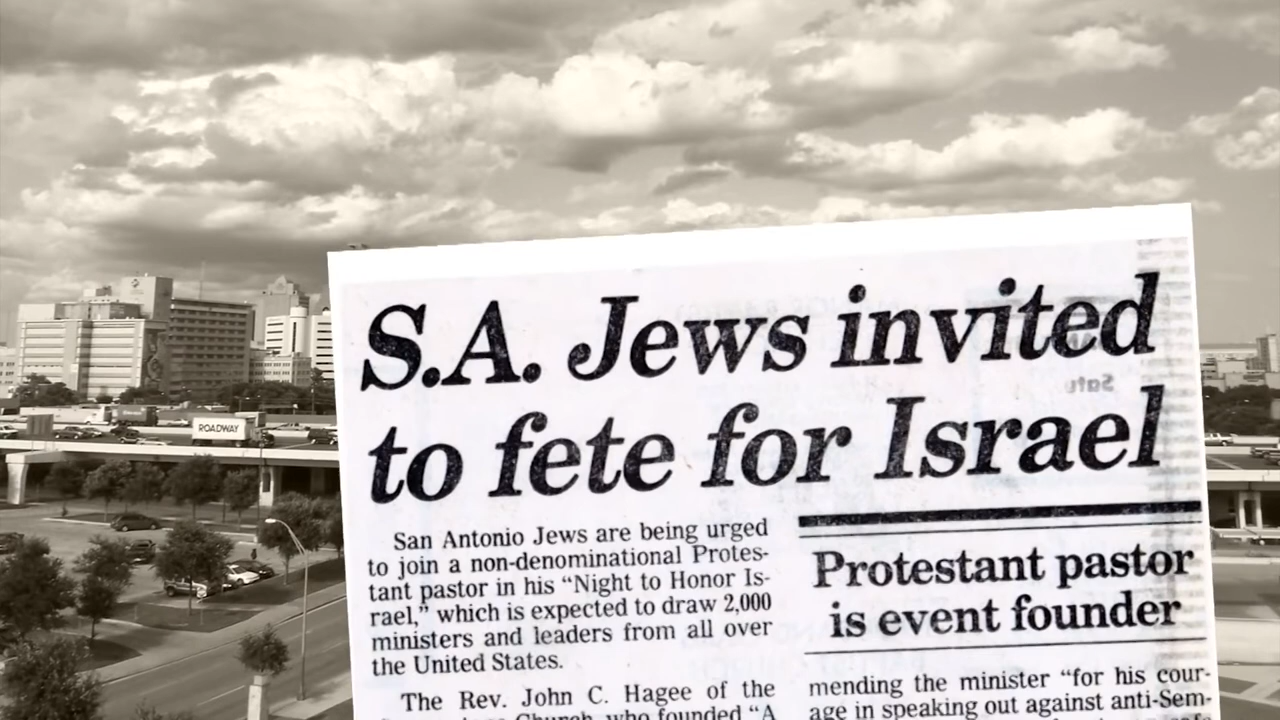 ROADWAY
S.A. Jews invited
to fete for Israel
San Antonio Jews are being urged
to join a non-denominational Protes-
tant pastor in his “Night to Honor Is-
rael,” which is expected to draw 2,000
ministers and leaders from all over
the United States.
The Rev. John C. Hagee of the
Church, who founded “A
Protestant pastor
is event founder
mending the minister “for his cour-
age in speaking out against anti-Sem-